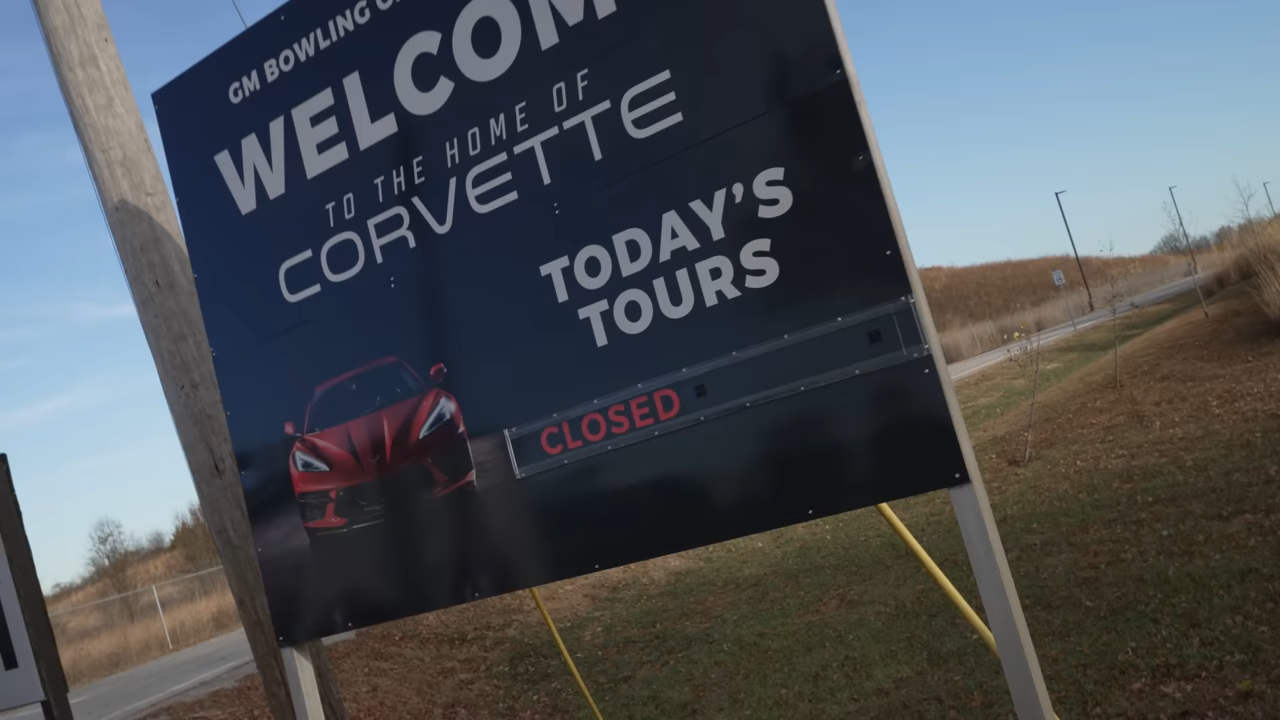 GM BOWLING
WELCOM
TO THE HOME OF
CORVETTE
TODAY'S
TOURS
CLOSED